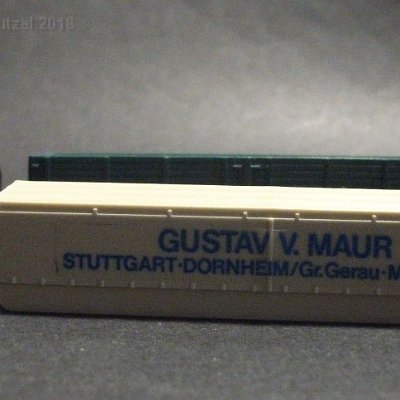 GUSTAV V. MAUR
STUTTGART·DORNHEIM/Gr.Gerau·M